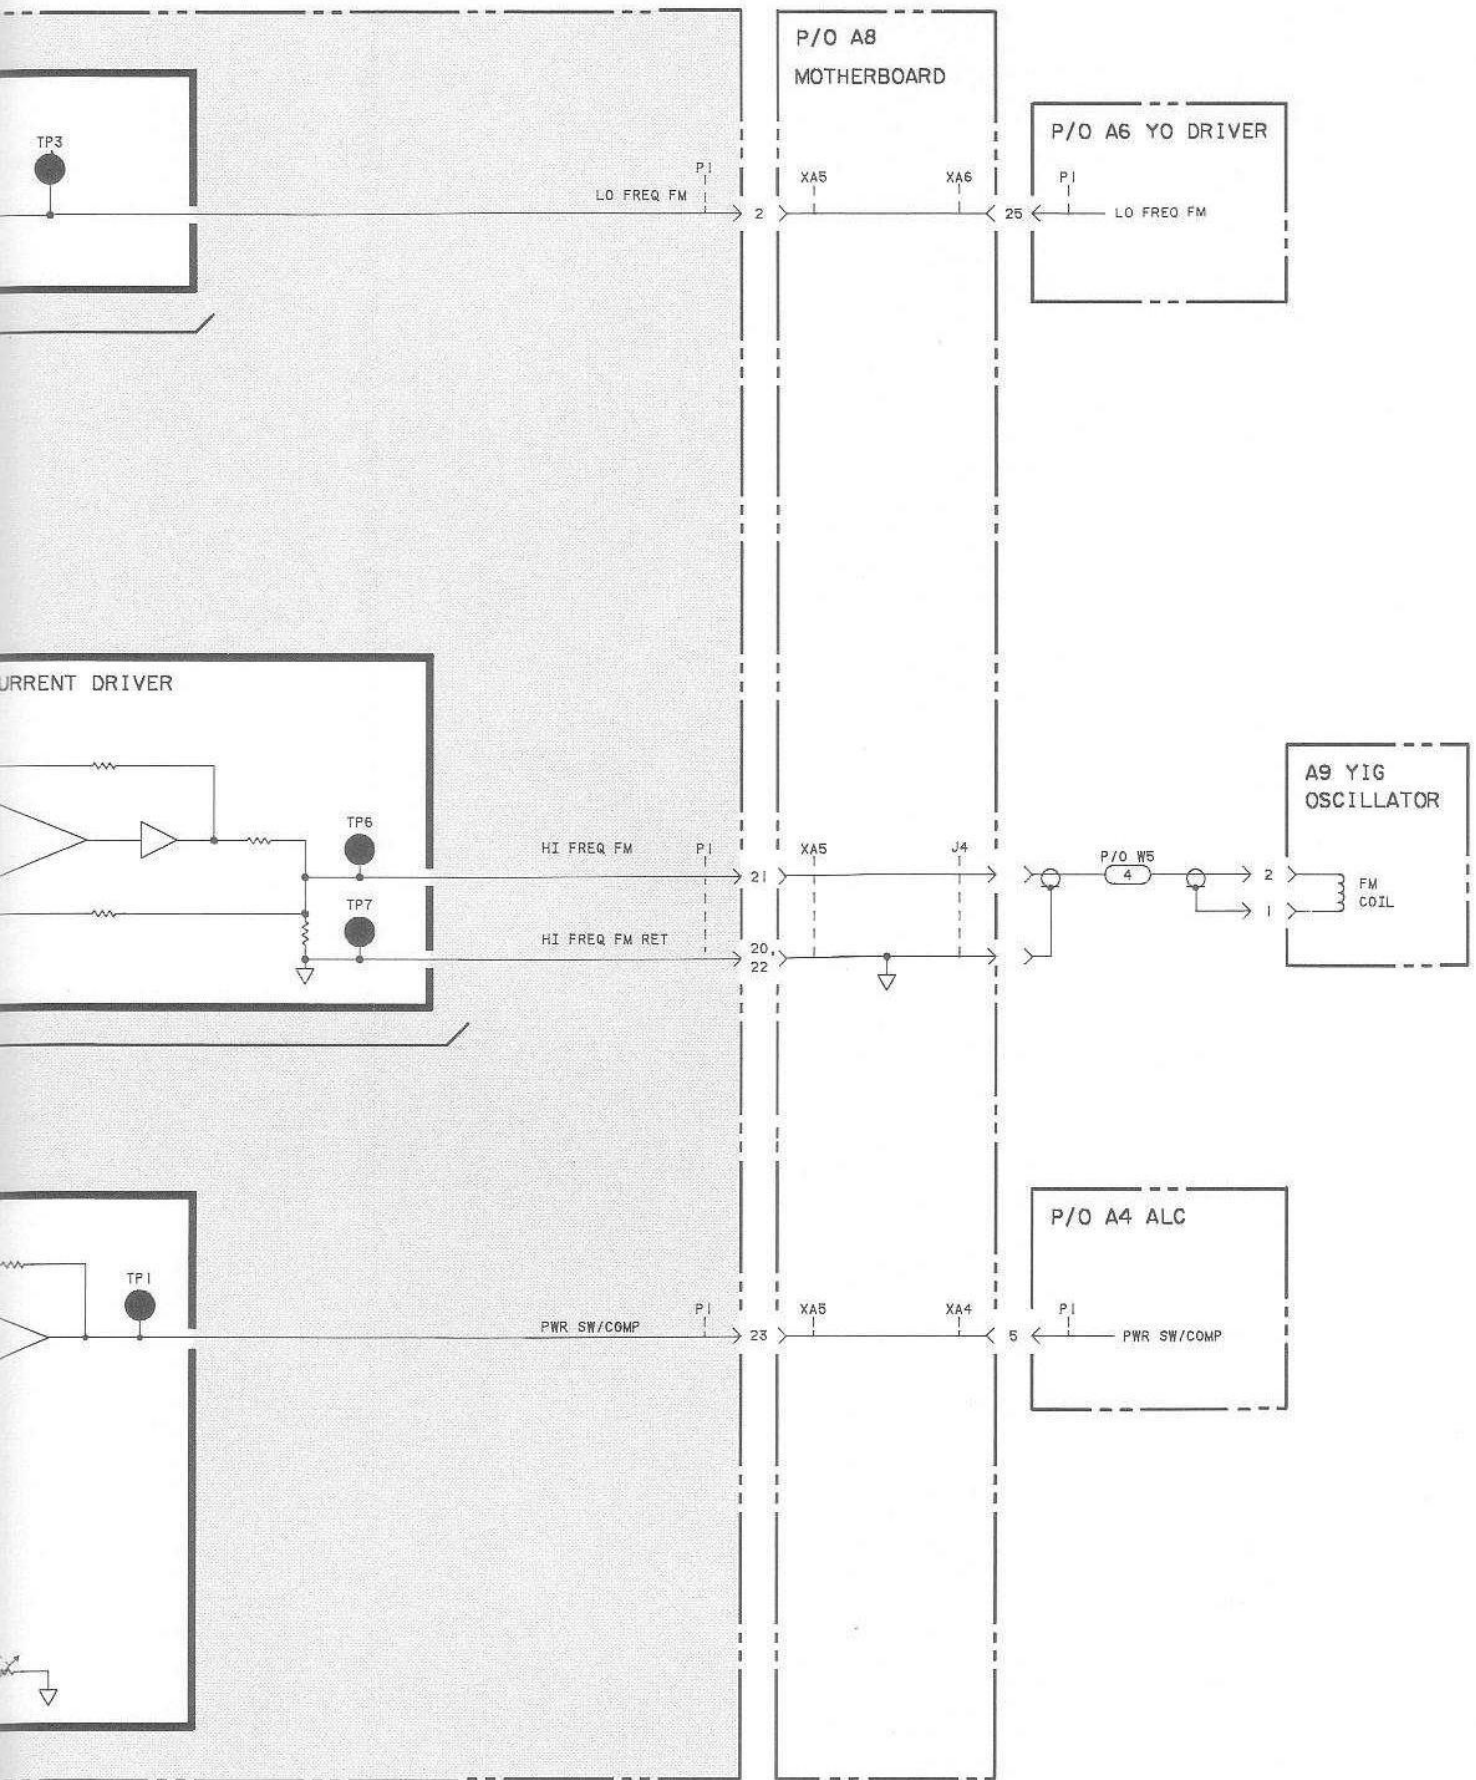 P/O A8
MOTHERBOARD
P/O A6 YO DRIVER
TP3
P1
LO FREQ FM
2
XA5
XA6
25
P1
LO FREQ FM
URRENT DRIVER
A9 YIG
OSCILLATOR
TP6
HI FREQ FM
P1
21
XA5
J4
P/O W5
4
2
1
FM
COIL
TP7
HI FREQ FM RET
20,
22
P/O A4 ALC
TP1
PWR SW/COMP
P1
23
XA5
XA4
5
P1
PWR SW/COMP